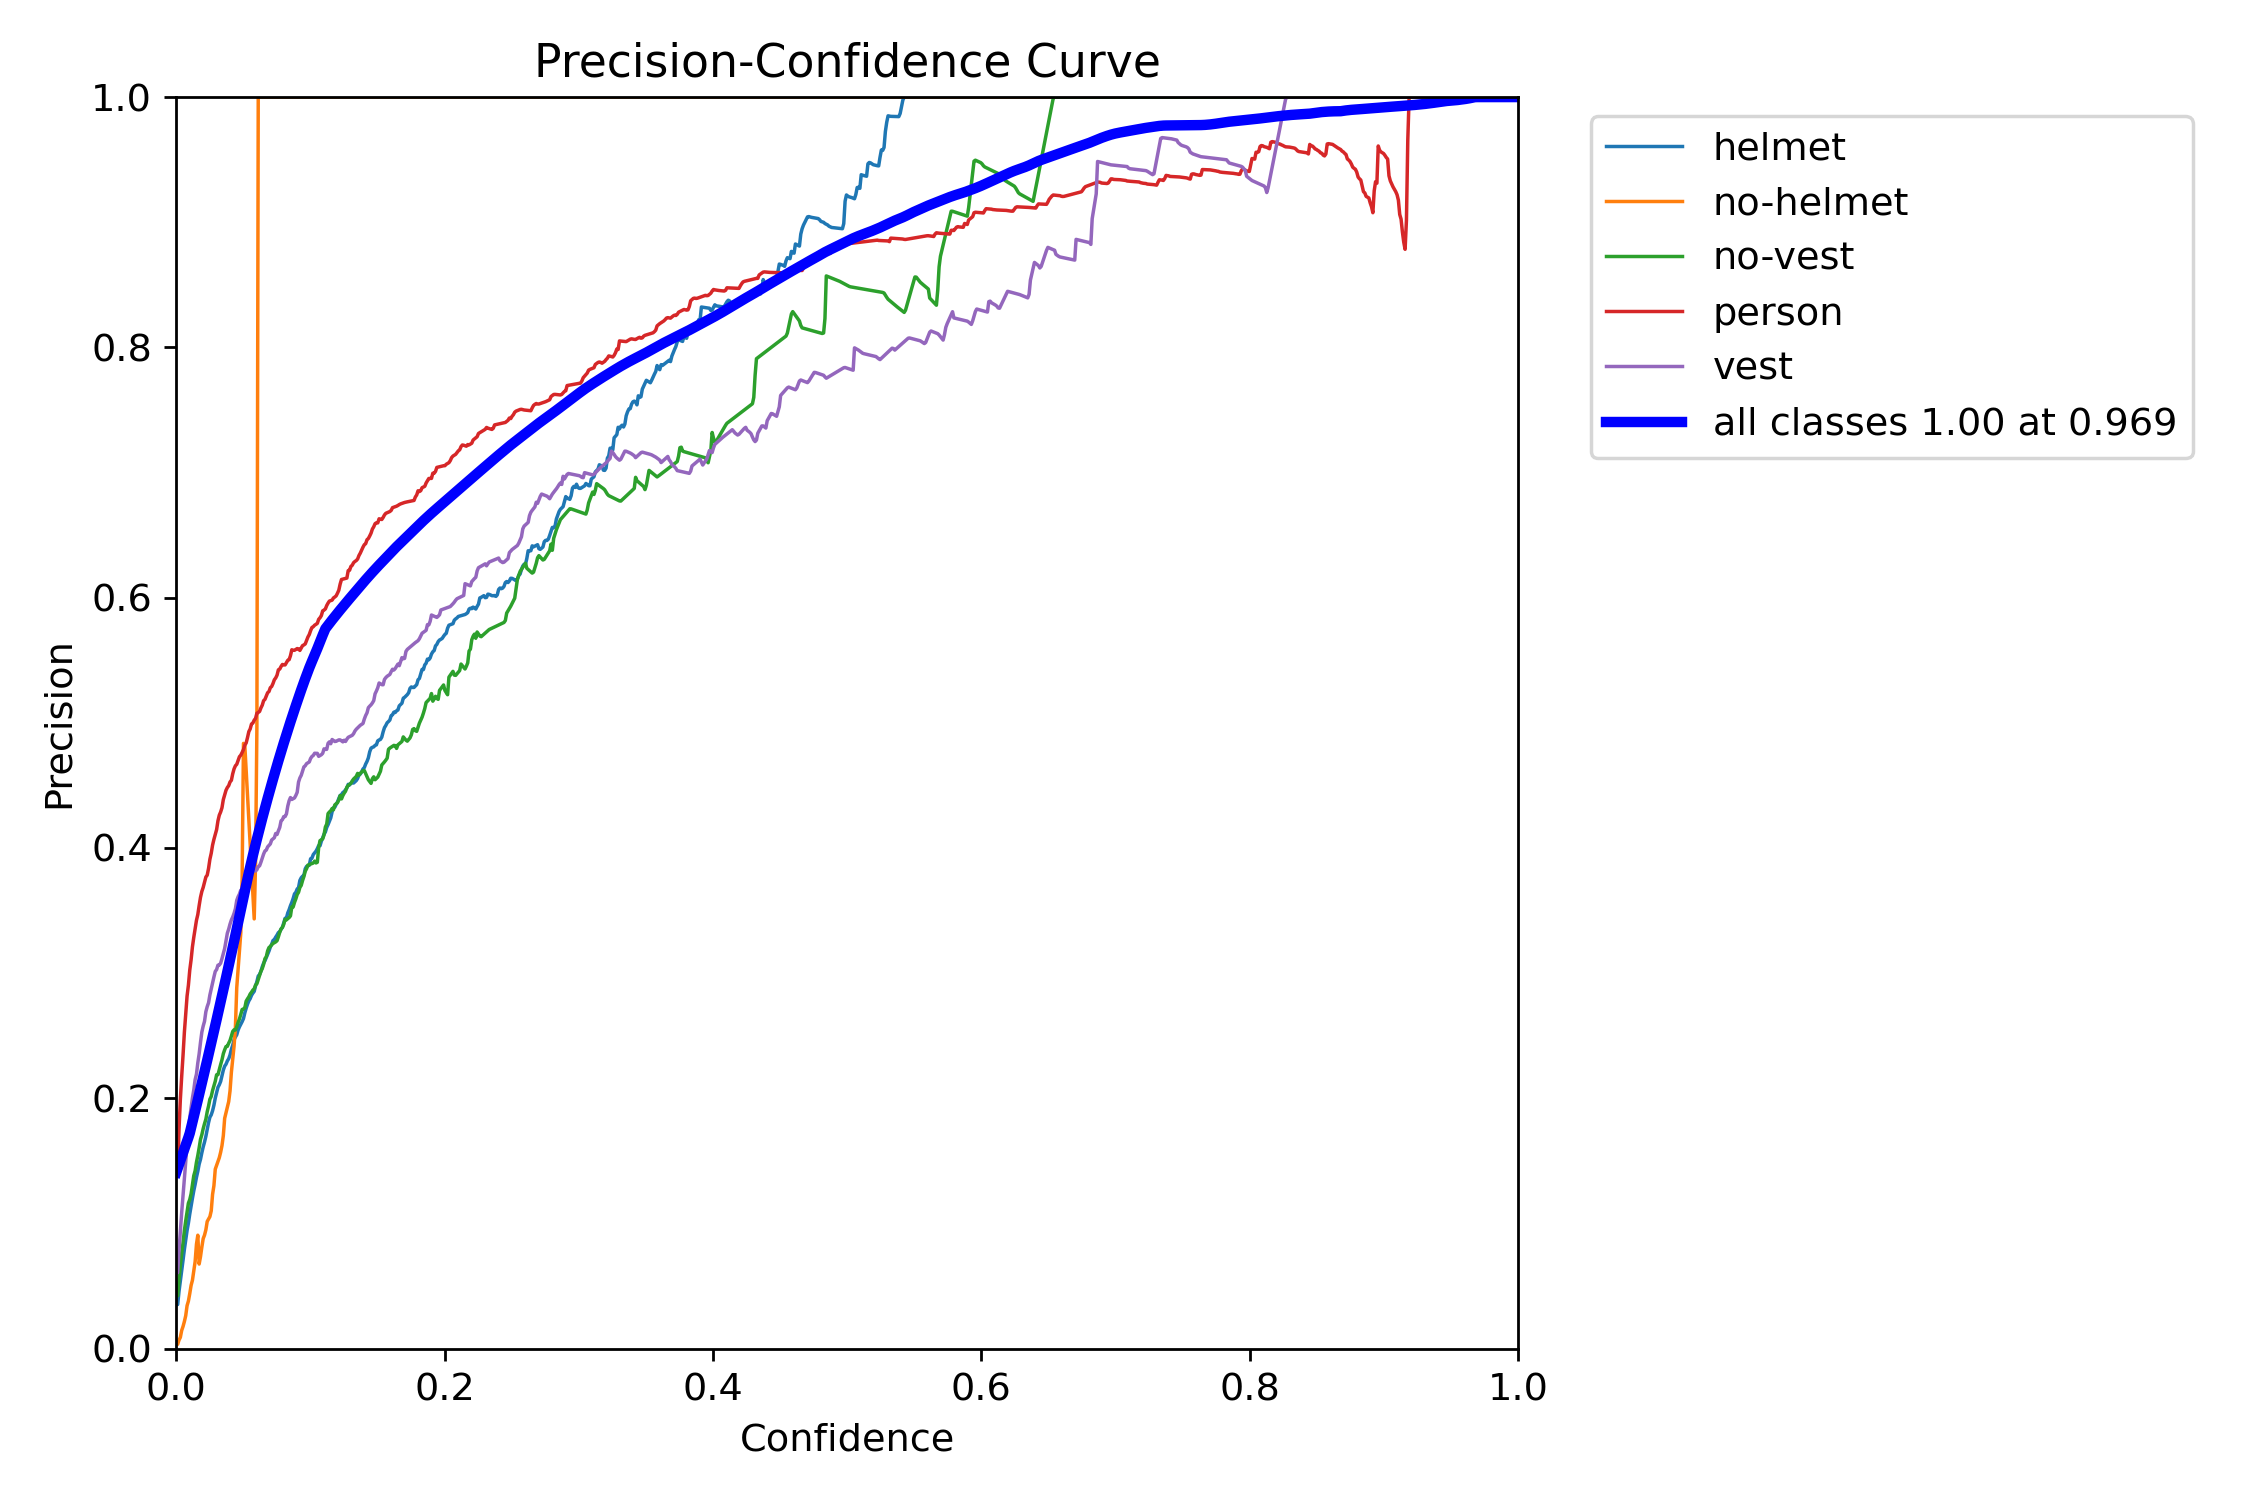 Precision-Confidence Curve
1.0
0.8
0.6
0.4
0.2
0.0
Precision
0.0 0.2 0.4 0.6 0.8 1.0
Confidence
helmet
no-helmet
no-vest
person
vest
all classes 1.00 at 0.969